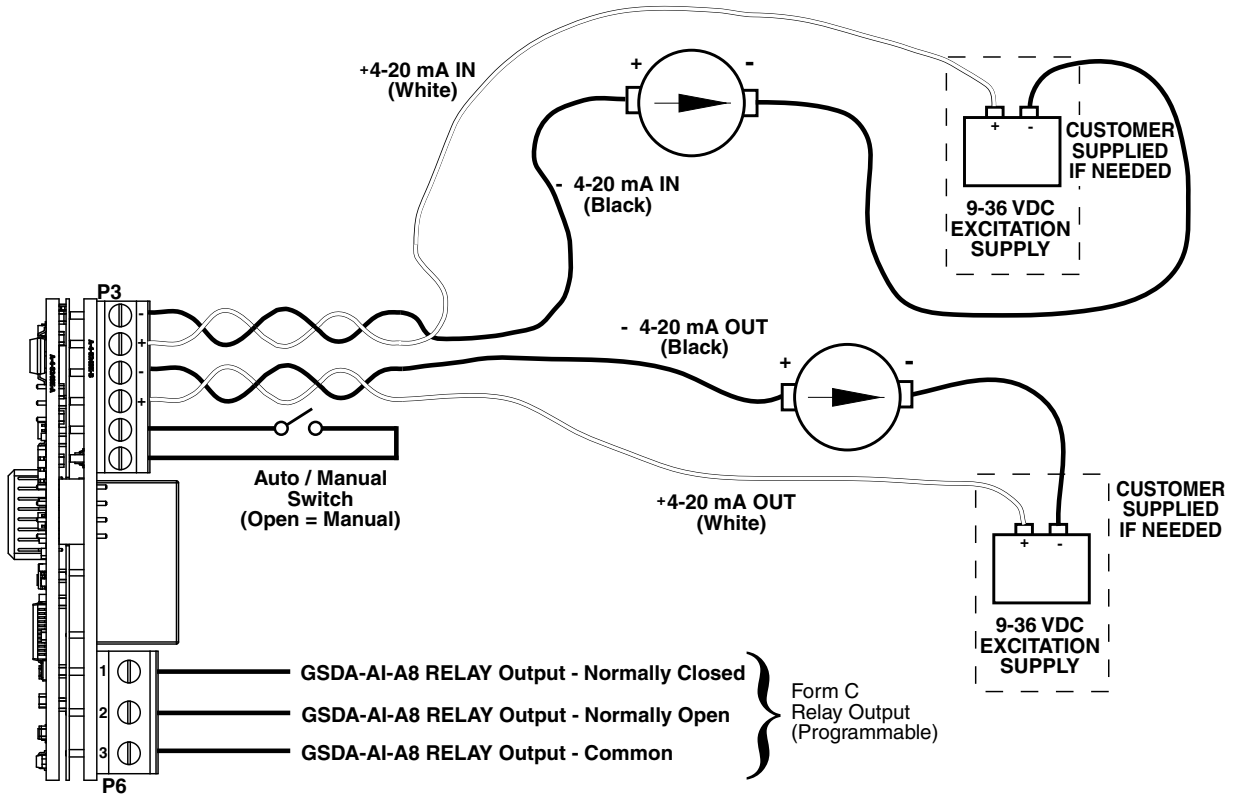 +4-20 mA IN
(White)
+ -
- 4-20 mA IN
(Black)
+ -
CUSTOMER
SUPPLIED
IF NEEDED
9-36 VDC
EXCITATION
SUPPLY
P3
-
+
-
+
- 4-20 mA OUT
(Black)
+ -
Auto / Manual
Switch
(Open = Manual)
+4-20 mA OUT
(White)
CUSTOMER
SUPPLIED
IF NEEDED
+ -
9-36 VDC
EXCITATION
SUPPLY
1 GSDA-AI-A8 RELAY Output - Normally Closed
2 GSDA-AI-A8 RELAY Output - Normally Open
3 GSDA-AI-A8 RELAY Output - Common
Form C
Relay Output
(Programmable)
P6